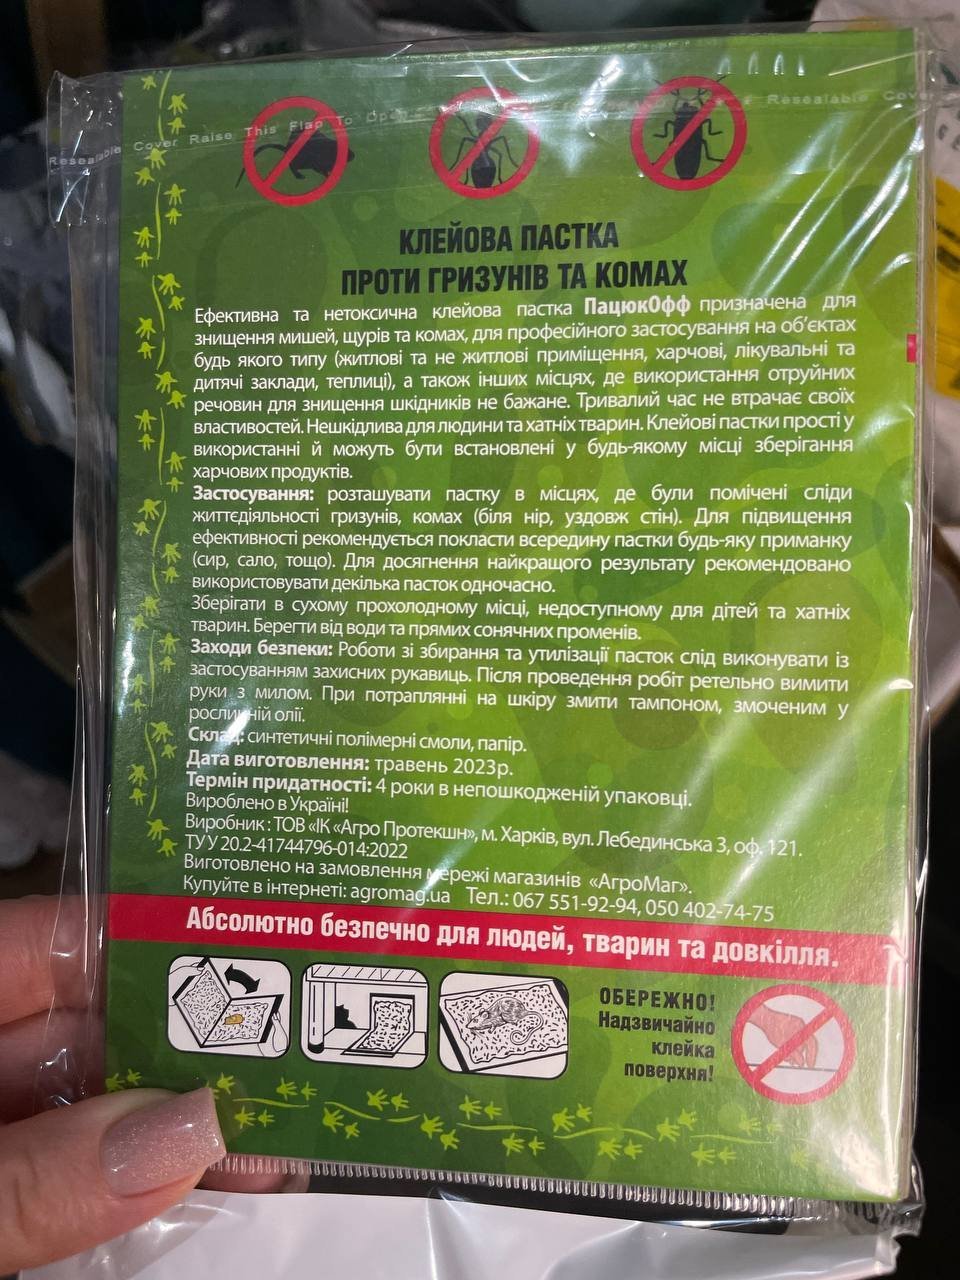 Resealable Cover Raise This Flap To Open
Resealable Cover
КЛЕЙОВА ПАСТКА
ПРОТИ ГРИЗУНІВ ТА КОМАХ
Ефективна та нетоксична клейова пастка ПацюкОфф призначена для
знищення мишей, щурів та комах, для професійного застосування на об'єктах
будь якого типу (житлові та не житлові приміщення, харчові, лікувальні та
дитячі заклади, теплиці), а також інших місцях, де використання отруйних
речовин для знищення шкідників не бажане. Тривалий час не втрачає своїх
властивостей. Нешкідлива для людини та хатніх тварин. Клейові пастки прості у
використанні й можуть бути встановлені у будь-якому місці зберігання
харчових продуктів.
Застосування: розташувати пастку в місцях, де були помічені сліди
життєдіяльності гризунів, комах (біля нір, уздовж стін). Для підвищення
ефективності рекомендується покласти всередину пастки будь-яку приманку
(сир, сало, тощо). Для досягнення найкращого результату рекомендовано
використовувати декілька пасток одночасно.
Зберігати в сухому прохолодному місці, недоступному для дітей та хатніх
тварин. Берегти від води та прямих сонячних променів.
Заходи безпеки: Роботи зі збирання та утилізації пасток слід виконувати із
застосуванням захисних рукавиць. Після проведення робіт ретельно вимити
руки з милом. При потраплянні на шкіру змити тампоном, змоченим у
рослинній олії.
Склад: синтетичні полімерні смоли, папір.
Дата виготовлення: травень 2023р.
Термін придатності: 4 роки в непошкодженій упаковці.
Вироблено в Україні!
Виробник : ТОВ «ІК «Агро Протекшн», м. Харків, вул. Лебединська 3, оф. 121.
ТУ У 20.2-41744796-014:2022
Виготовлено на замовлення мережі магазинів «АгроМаг».
Купуйте в інтернеті: agromag.ua Тел.: 067 551-92-94, 050 402-74-75
Абсолютно безпечно для людей, тварин та довкілля.
ОБЕРЕЖНО!
Надзвичайно
клейка
поверхня!